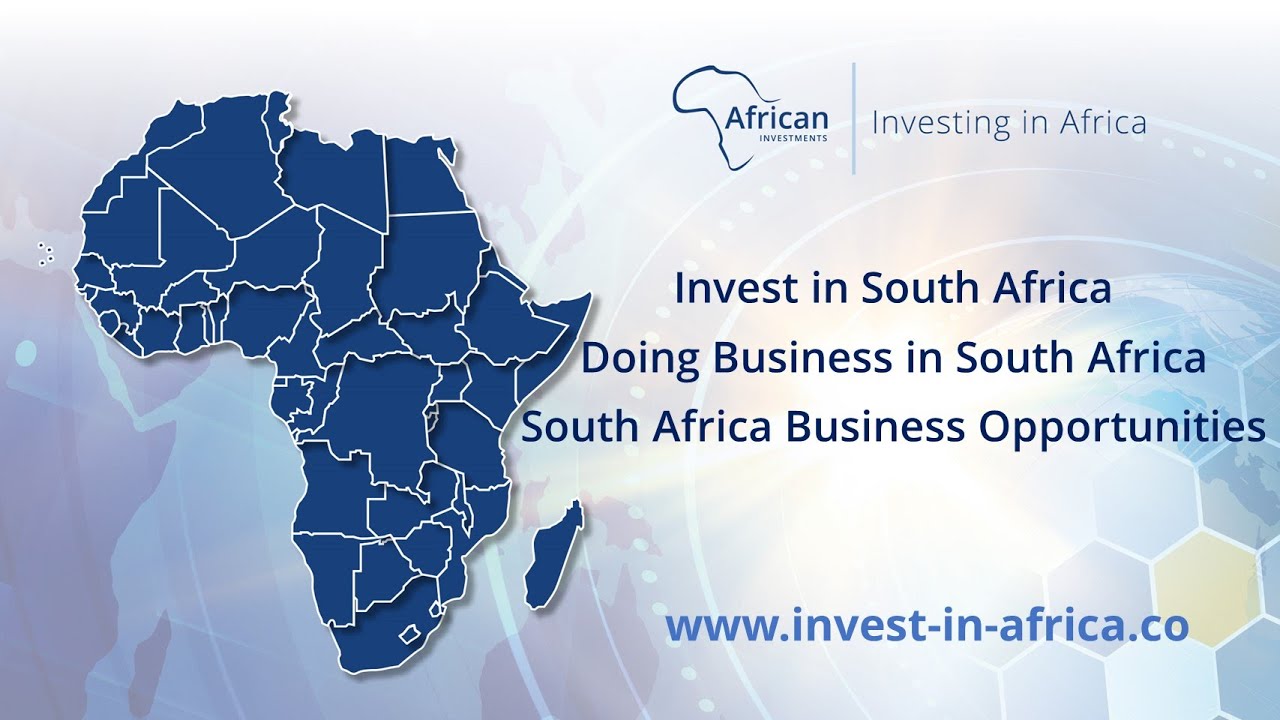 African
INVESTMENTS
Investing in Africa
Invest in South Africa
Doing Business in South Africa
South Africa Business Opportunities
www.invest-in-africa.co